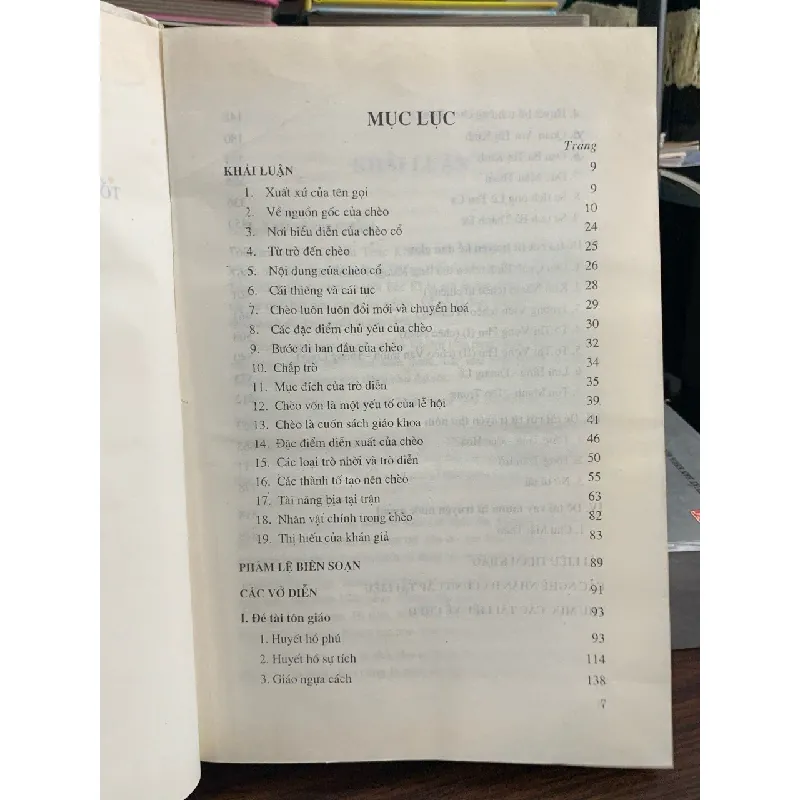 MỤC LỤC
Trang
KHÁI LUẬN 9
1. Xuất xứ của tên gọi 9
2. Về nguồn gốc của chèo 10
3. Nơi biểu diễn của chèo cổ 24
4. Từ trò đến chèo 25
5. Nội dung của chèo cổ 26
6. Cái thiêng và cái tục 28
7. Chèo luôn luôn đổi mới và chuyển hoá 29
8. Các đặc điểm chủ yếu của chèo 30
9. Bước đi ban đầu của chèo 32
10. Chắp trò 34
11. Mục đích của trò diễn 35
12. Chèo vốn là một yếu tố của lễ hội 39
13. Chèo là cuốn sách giáo khoa 41
14. Đặc điểm diễn xuất của chèo 46
15. Các loại trò nhời và trò diễn 50
16. Các thành tố tạo nên chèo 55
17. Tài năng bịa tại trận 63
18. Nhân vật chính trong chèo 82
19. Thị hiếu của khán giả 83
PHÀM LỆ BIÊN SOẠN 89
CÁC VỞ DIỄN 91
I. Đề tài tôn giáo 93
1. Huyết hồ phú 93
2. Huyết hồ sự tích 114
3. Giáo ngựa cách 138
7